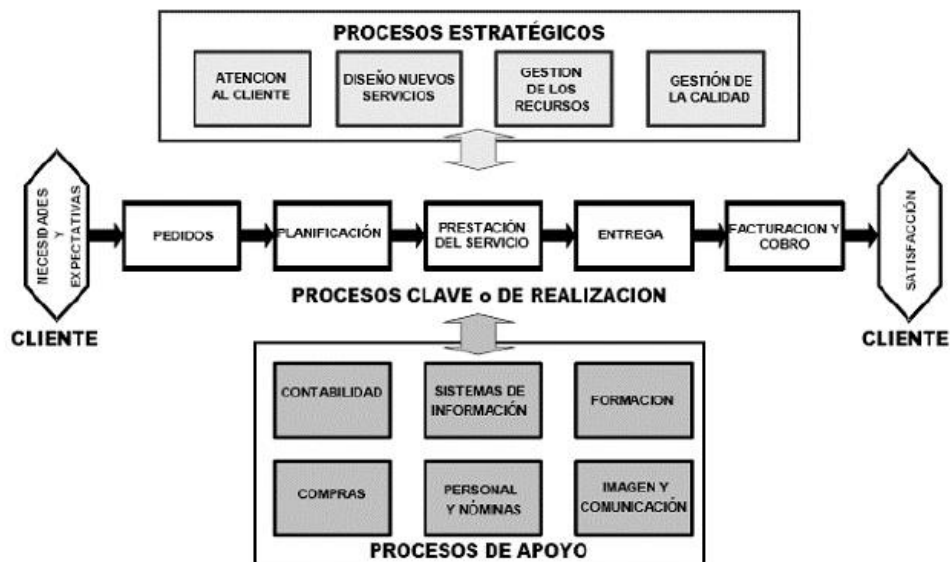 PROCESOS ESTRATÉGICOS
ATENCION
AL CLIENTE
DISEÑO NUEVOS
SERVICIOS
GESTIÓN
DE LOS
RECURSOS
GESTIÓN DE
LA CALIDAD
NECESIDADES
Y
EXPECTATIVAS
CLIENTE
PEDIDOS
PLANIFICACIÓN
PRESTACIÓN
DEL SERVICIO
ENTREGA
FACTURACION Y
COBRO
SATISFACCIÓN
CLIENTE
PROCESOS CLAVE o DE REALIZACION
CONTABILIDAD
SISTEMAS DE
INFORMACIÓN
FORMACION
COMPRAS
PERSONAL
Y NÓMINAS
IMAGEN Y
COMUNICACIÓN
PROCESOS DE APOYO